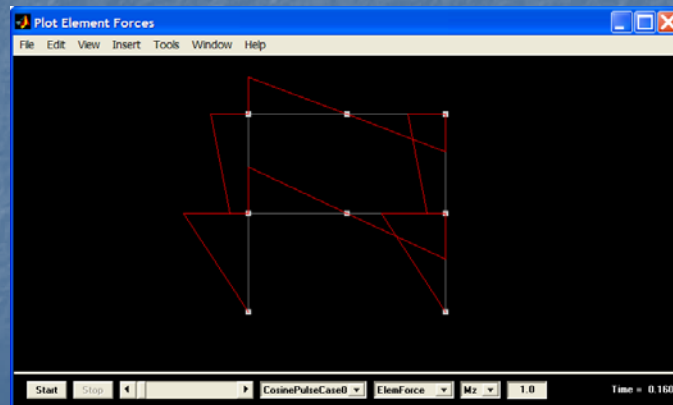 Plot Element Forces
File Edit View Insert Tools Window Help
Start Stop CosinePulseCase0 ElemForce Mz 1.0 Time = 0.160